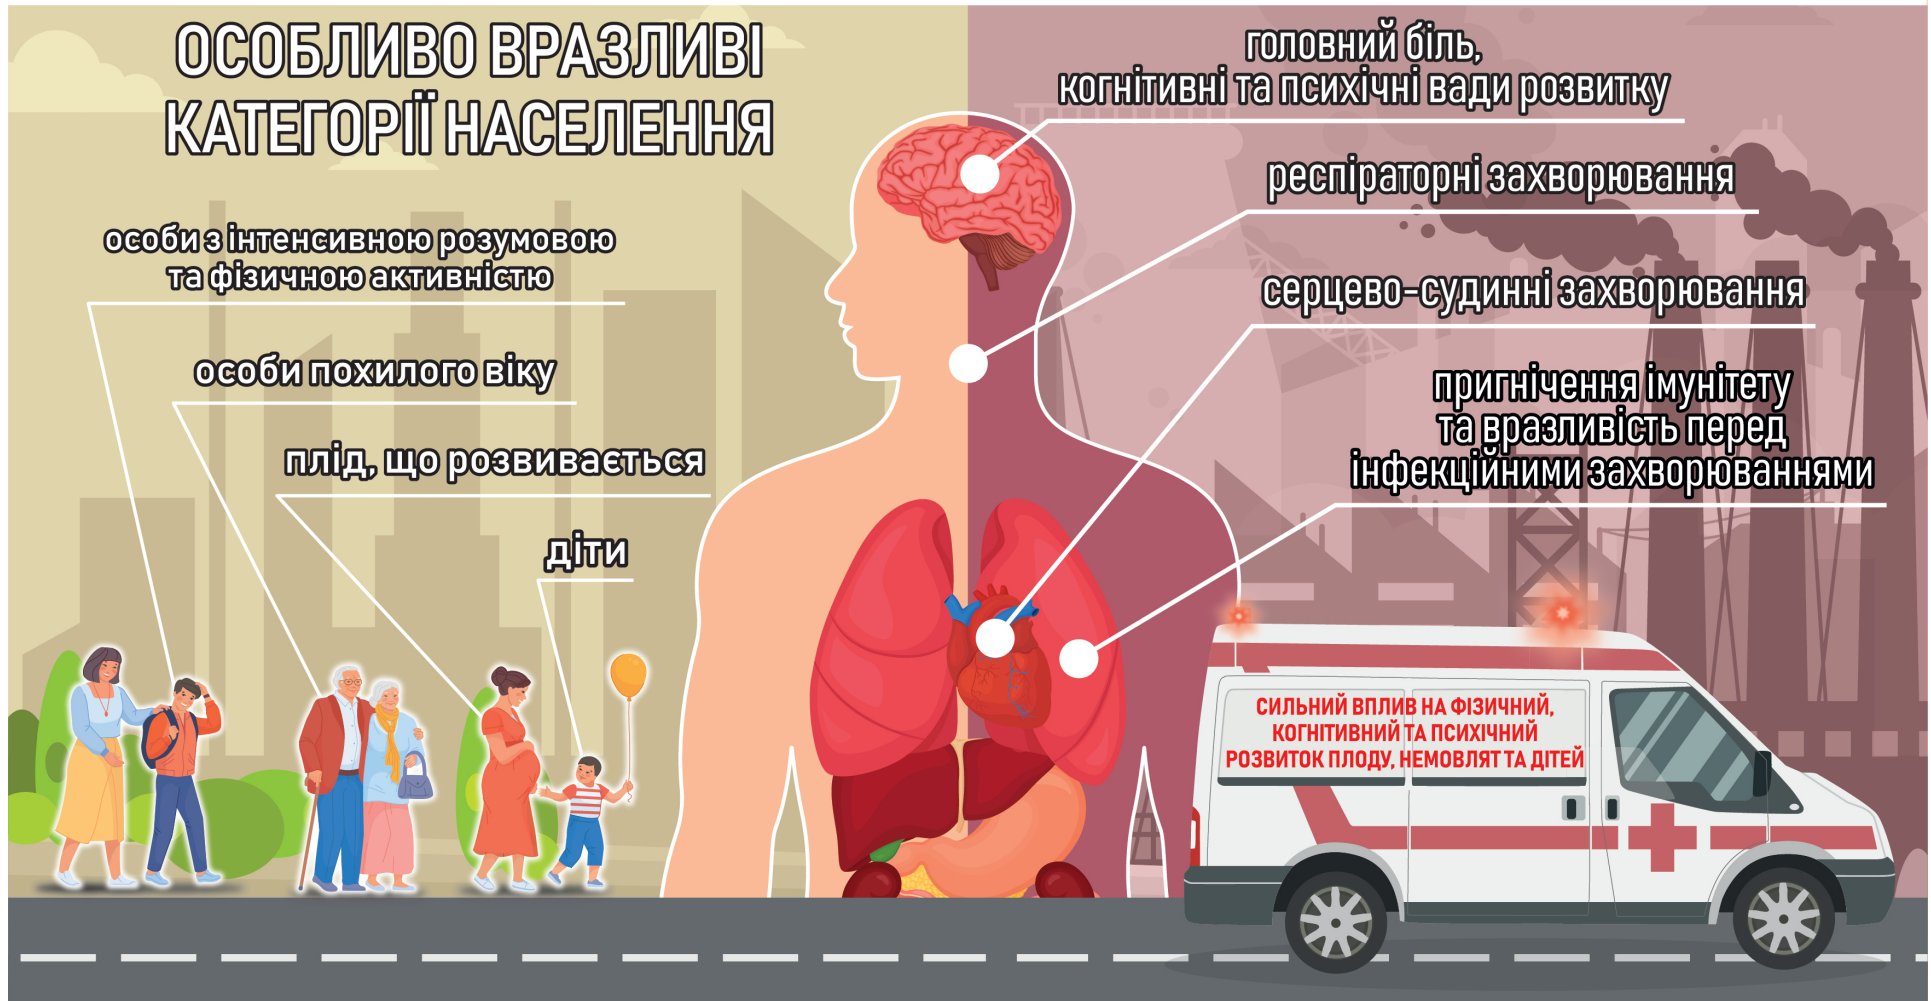 ОСОБЛИВО ВРАЗЛИВІ
КАТЕГОРІЇ НАСЕЛЕННЯ
особи з інтенсивною розумовою
та фізичною активністю
особи похилого віку
плід, що розвивається
діти
головний біль,
когнітивні та психічні вади розвитку
респіраторні захворювання
серцево-судинні захворювання
пригнічення імунітету
та вразливість перед
інфекційними захворюваннями
СИЛЬНИЙ ВПЛИВ НА ФІЗИЧНИЙ,
КОГНІТИВНИЙ ТА ПСИХІЧНИЙ
РОЗВИТОК ПЛОДУ, НЕМОВЛЯТ ТА ДІТЕЙ